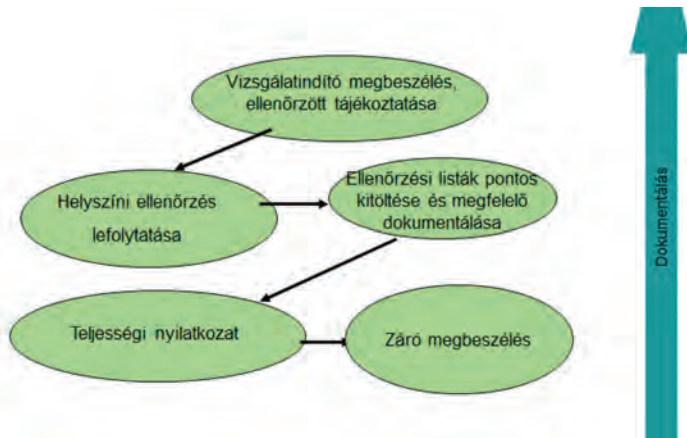 Vizsgálatindító megbeszélés,
ellenőrzött tájékoztatása
Helyszíni ellenőrzés
lefolytatása
Ellenőrzési listák pontos
kitöltése és megfelelő
dokumentálása
Teljességi nyilatkozat
Záró megbeszélés
Dokumentálás